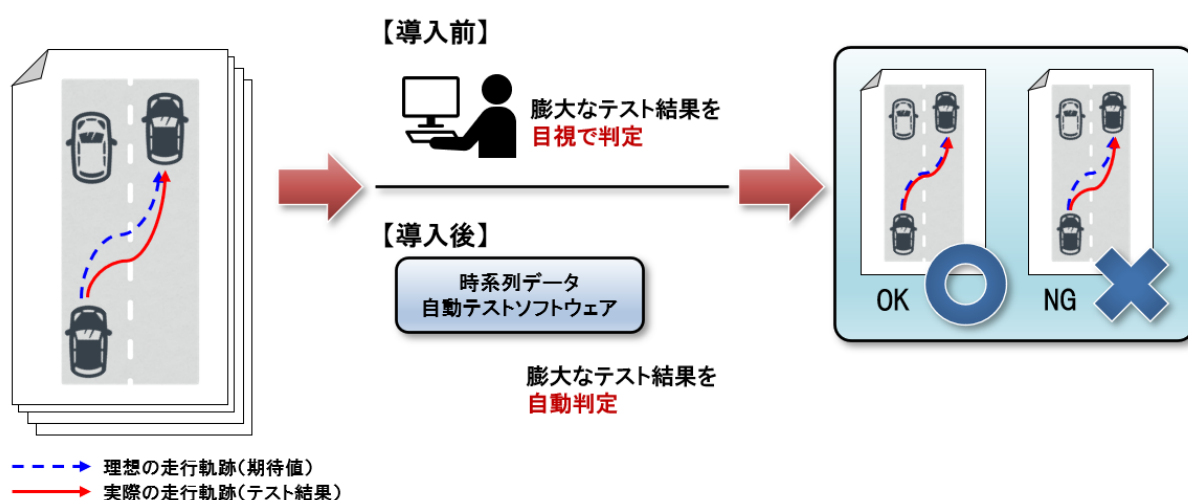 【導入前】
膨大なテスト結果を
目視で判定
【導入後】
時系列データ
自動テストソフトウェア
膨大なテスト結果を
自動判定
OK
NG
理想の走行軌跡(期待値)
実際の走行軌跡(テスト結果)